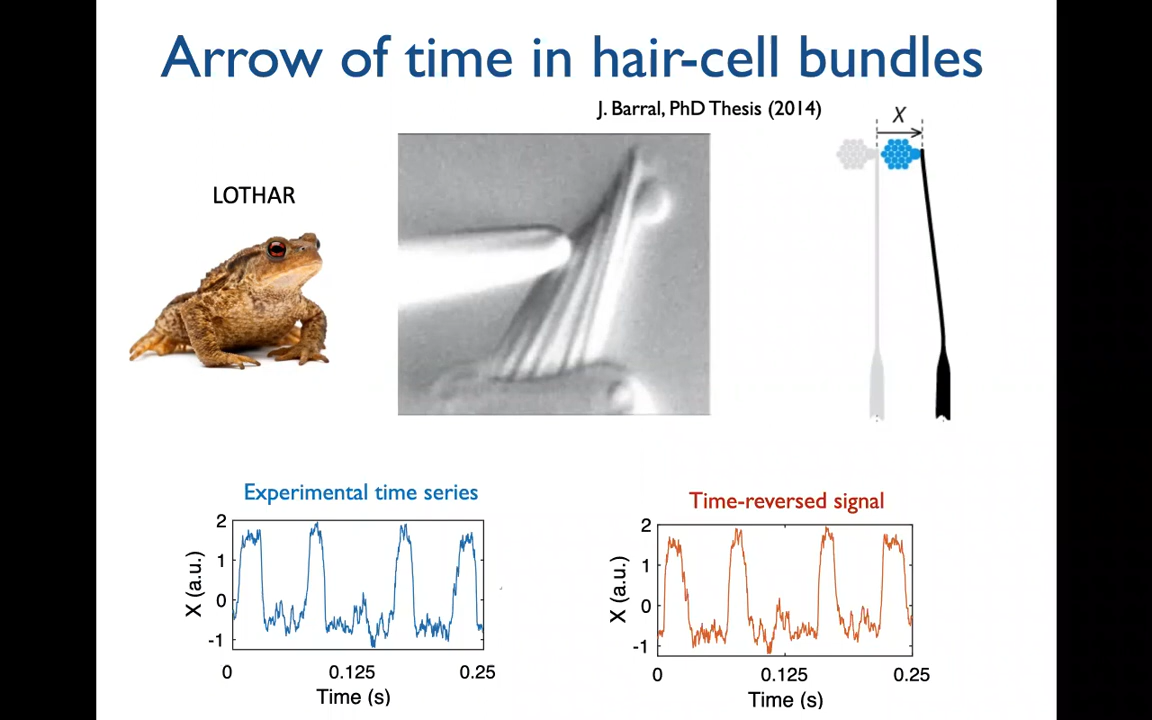 Arrow of time in hair-cell bundles
J. Barral, PhD Thesis (2014)
X
LOTHAR
Experimental time series
2
1
0
-1
X (a.u.)
0
0.125
0.25
Time (s)
Time-reversed signal
2
1
0
-1
X (a.u.)
0
0.125
0.25
Time (s)